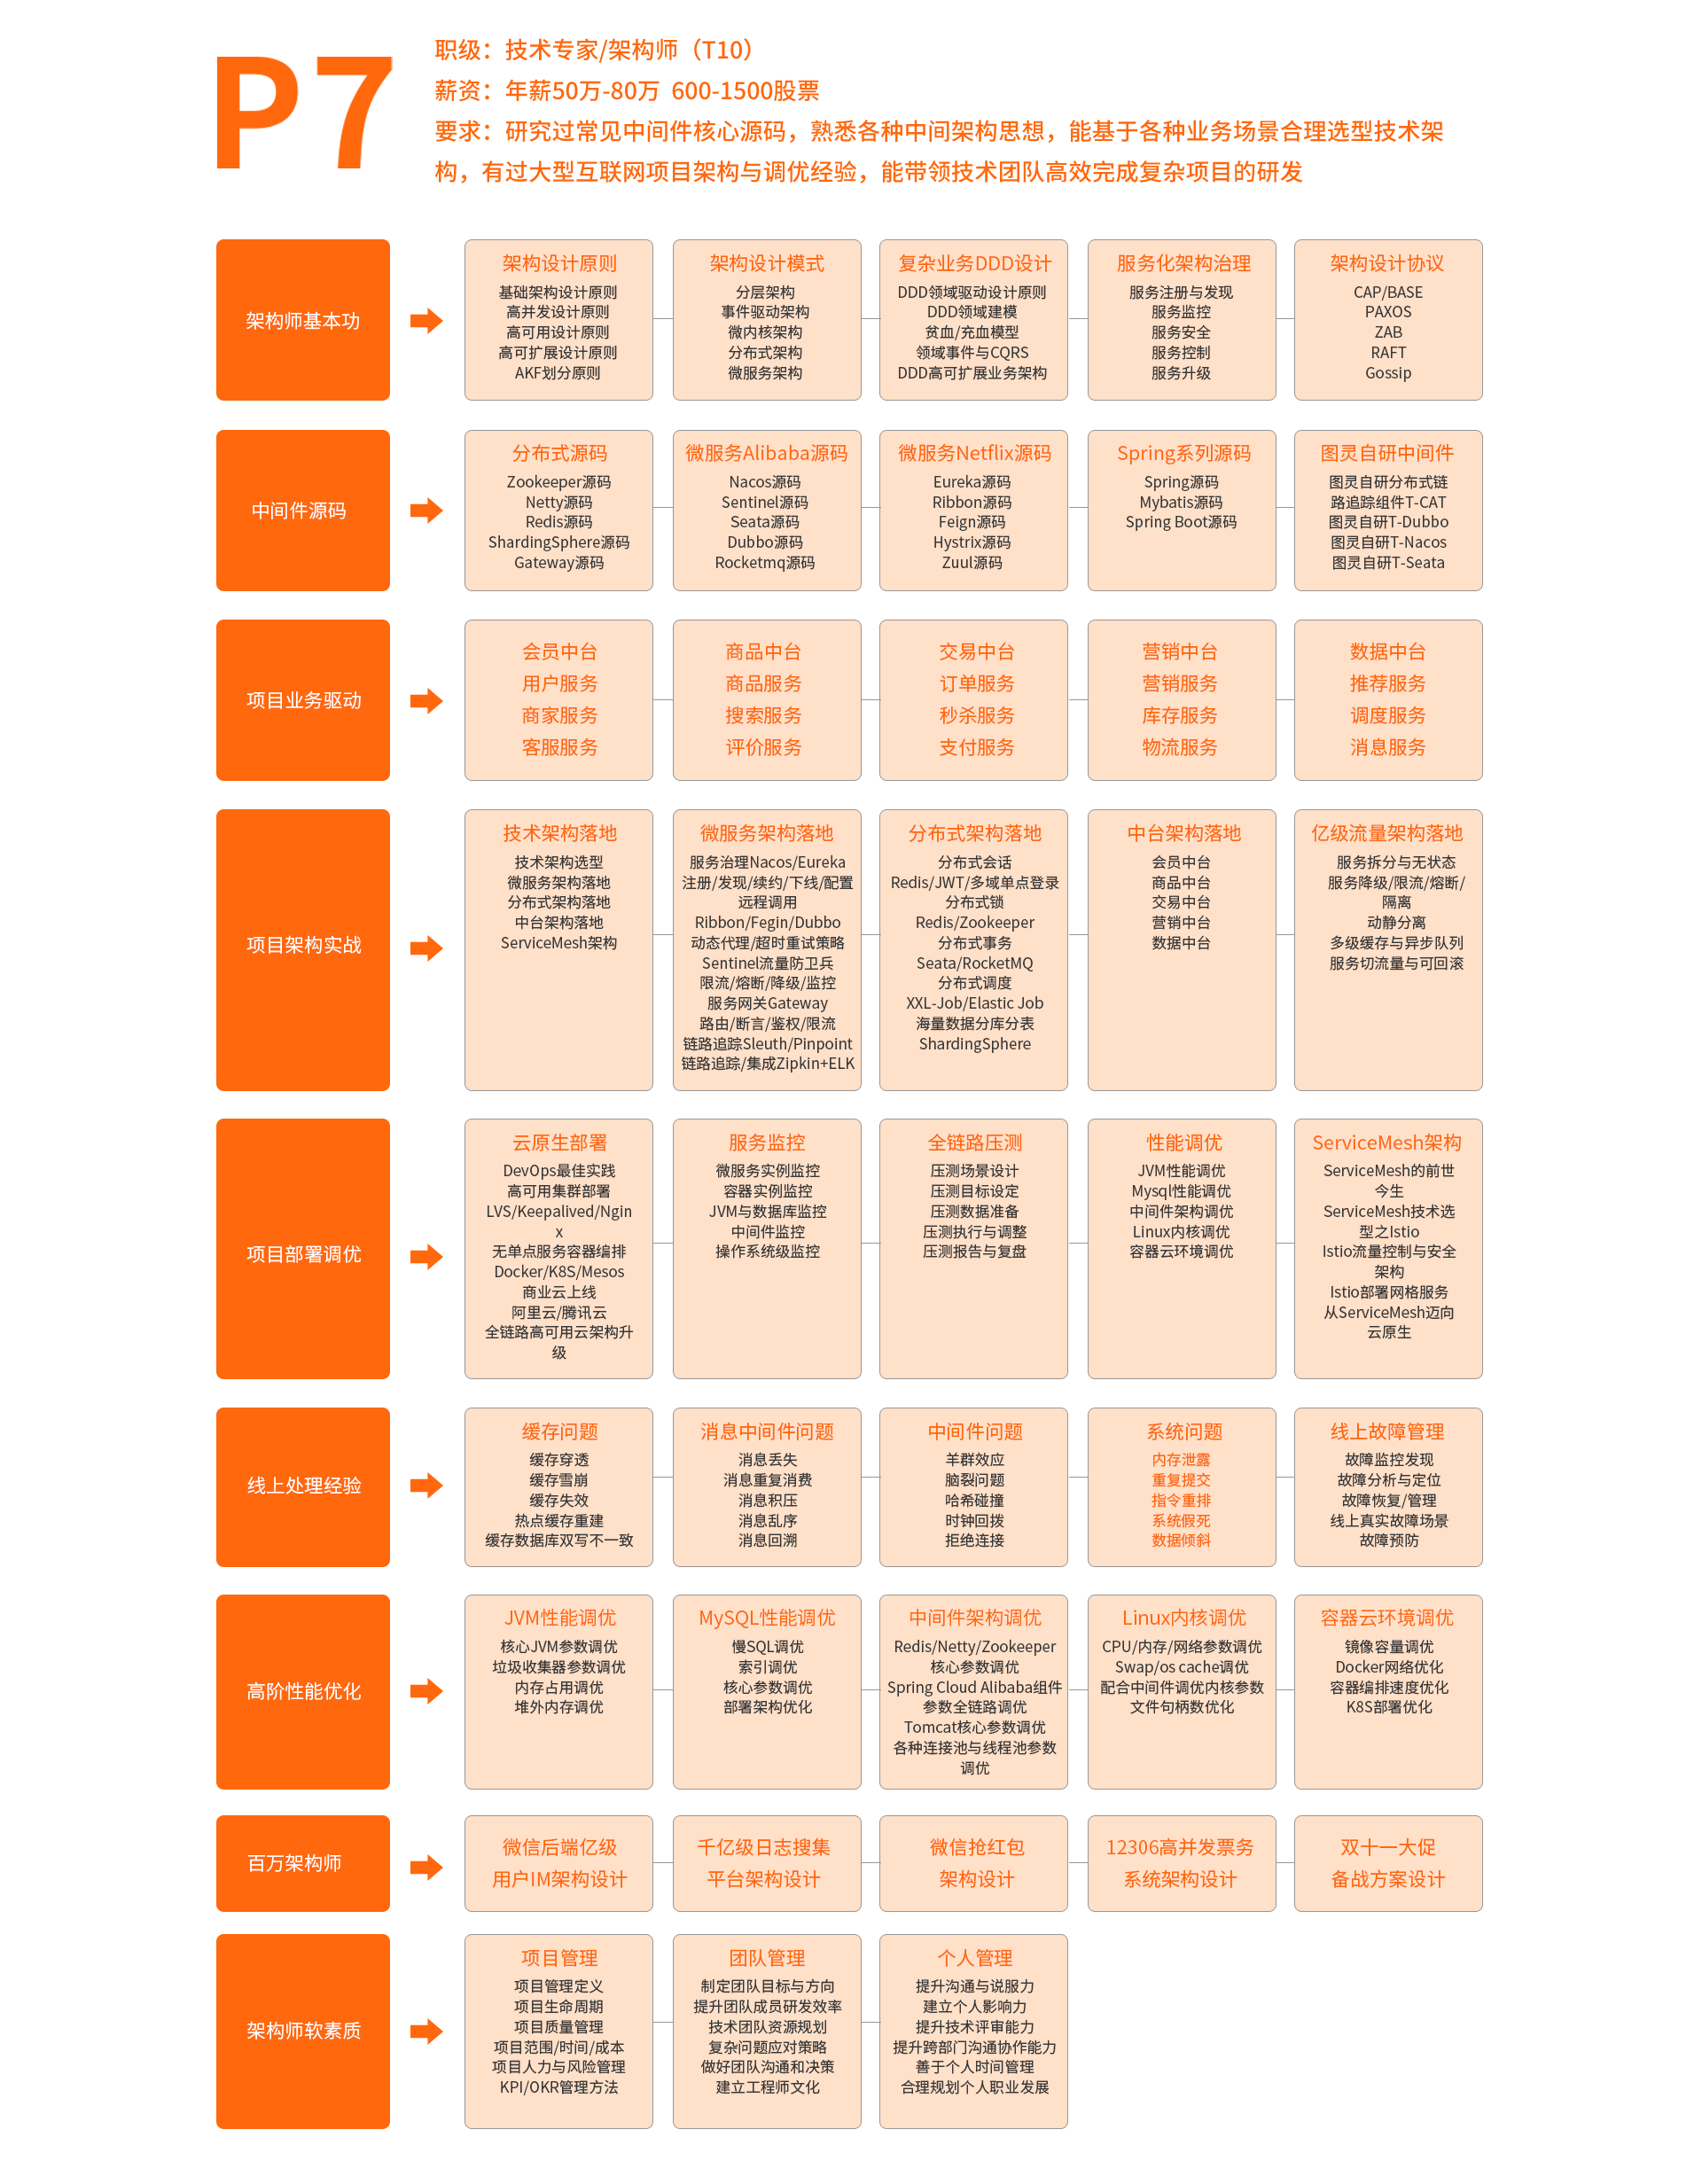 P7
职级：技术专家/架构师（T10）
薪资：年薪50万-80万 600-1500股票
要求：研究过常见中间件核心源码，熟悉各种中间架构思想，能基于各种业务场景合理选型技术架
构，有过大型互联网项目架构与调优经验，能带领技术团队高效完成复杂项目的研发
架构师基本功
架构设计原则
基础架构设计原则
高并发设计原则
高可用设计原则
高可扩展设计原则
AKF划分原则
架构设计模式
分层架构
事件驱动架构
微内核架构
分布式架构
微服务架构
复杂业务DDD设计
DDD领域驱动设计原则
DDD领域建模
贫血/充血模型
领域事件与CQRS
DDD高可扩展业务架构
服务化架构治理
服务注册与发现
服务监控
服务安全
服务控制
服务升级
架构设计协议
CAP/BASE
PAXOS
ZAB
RAFT
Gossip
中间件源码
分布式源码
Zookeeper源码
Netty源码
Redis源码
ShardingSphere源码
Gateway源码
微服务Alibaba源码
Nacos源码
Sentinel源码
Seata源码
Dubbo源码
Rocketmq源码
微服务Netflix源码
Eureka源码
Ribbon源码
Feign源码
Hystrix源码
Zuul源码
Spring系列源码
Spring源码
Mybatis源码
Spring Boot源码
图灵自研中间件
图灵自研分布式链
路追踪组件T-CAT
图灵自研T-Dubbo
图灵自研T-Nacos
图灵自研T-Seata
项目业务驱动
会员中台
用户服务
商家服务
客服服务
商品中台
商品服务
搜索服务
评价服务
交易中台
订单服务
秒杀服务
支付服务
营销中台
营销服务
库存服务
物流服务
数据中台
推荐服务
调度服务
消息服务
项目架构实战
技术架构落地
技术架构选型
微服务架构落地
分布式架构落地
中台架构落地
ServiceMesh架构
微服务架构落地
服务治理Nacos/Eureka
注册/发现/续约/下线/配置
远程调用
Ribbon/Fegin/Dubbo
动态代理/超时重试策略
Sentinel流量防卫兵
限流/熔断/降级/监控
服务网关Gateway
路由/断言/鉴权/限流
链路追踪Sleuth/Pinpoint
链路追踪/集成Zipkin+ELK
分布式架构落地
分布式会话
Redis/JWT/多域单点登录
分布式锁
Redis/Zookeeper
分布式事务
Seata/RocketMQ
分布式调度
XXL-Job/Elastic Job
海量数据分库分表
ShardingSphere
中台架构落地
会员中台
商品中台
交易中台
营销中台
数据中台
亿级流量架构落地
服务拆分与无状态
服务降级/限流/熔断/
隔离
动静分离
多级缓存与异步队列
服务切流量与可回滚
项目部署调优
云原生部署
DevOps最佳实践
高可用集群部署
LVS/Keepalived/Ngin
x
无单点服务容器编排
Docker/K8S/Mesos
商业云上线
阿里云/腾讯云
全链路高可用云架构升
级
服务监控
微服务实例监控
容器实例监控
JVM与数据库监控
中间件监控
操作系统级监控
全链路压测
压测场景设计
压测目标设定
压测数据准备
压测执行与调整
压测报告与复盘
性能调优
JVM性能调优
Mysql性能调优
中间件架构调优
Linux内核调优
容器云环境调优
ServiceMesh架构
ServiceMesh的前世
今生
ServiceMesh技术选
型之Istio
Istio流量控制与安全
架构
Istio部署网格服务
从ServiceMesh迈向
云原生
线上处理经验
缓存问题
缓存穿透
缓存雪崩
缓存失效
热点缓存重建
缓存数据库双写不一致
消息中间件问题
消息丢失
消息重复消费
消息积压
消息乱序
消息回溯
中间件问题
羊群效应
脑裂问题
哈希碰撞
时钟回拨
拒绝连接
系统问题
内存泄露
重复提交
指令重排
系统假死
数据倾斜
线上故障管理
故障监控发现
故障分析与定位
故障恢复/管理
线上真实故障场景
故障预防
高阶性能优化
JVM性能调优
核心JVM参数调优
垃圾收集器参数调优
内存占用调优
堆外内存调优
MySQL性能调优
慢SQL调优
索引调优
核心参数调优
部署架构优化
中间件架构调优
Redis/Netty/Zookeeper
核心参数调优
Spring Cloud Alibaba组件
参数全链路调优
Tomcat核心参数调优
各种连接池与线程池参数
调优
Linux内核调优
CPU/内存/网络参数调优
Swap/os cache调优
配合中间件调优内核参数
文件句柄数优化
容器云环境调优
镜像容量调优
Docker网络优化
容器编排速度优化
K8S部署优化
百万架构师
微信后端亿级
用户IM架构设计
千亿级日志搜集
平台架构设计
微信抢红包
架构设计
12306高并发票务
系统架构设计
双十一大促
备战方案设计
架构师软素质
项目管理
项目管理定义
项目生命周期
项目质量管理
项目范围/时间/成本
项目人力与风险管理
KPI/OKR管理方法
团队管理
制定团队目标与方向
提升团队成员研发效率
技术团队资源规划
复杂问题应对策略
做好团队沟通和决策
建立工程师文化
个人管理
提升沟通与说服力
建立个人影响力
提升技术评审能力
提升跨部门沟通协作能力
善于个人时间管理
合理规划个人职业发展